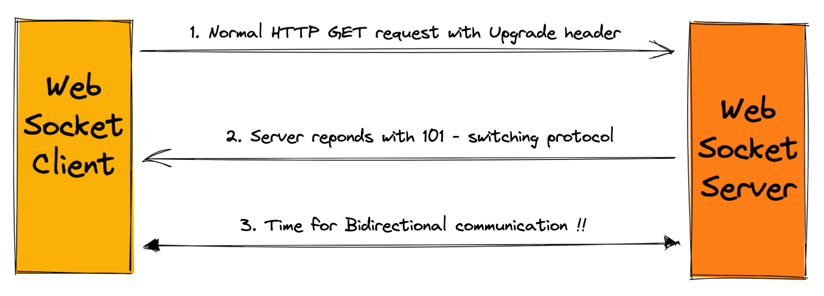 1. Normal HTTP GET request with Upgrade header
Web
Socket
Client
2. Server reponds with 101 - switching protocol
Web
Socket
Server
3. Time for Bidirectional communication !!